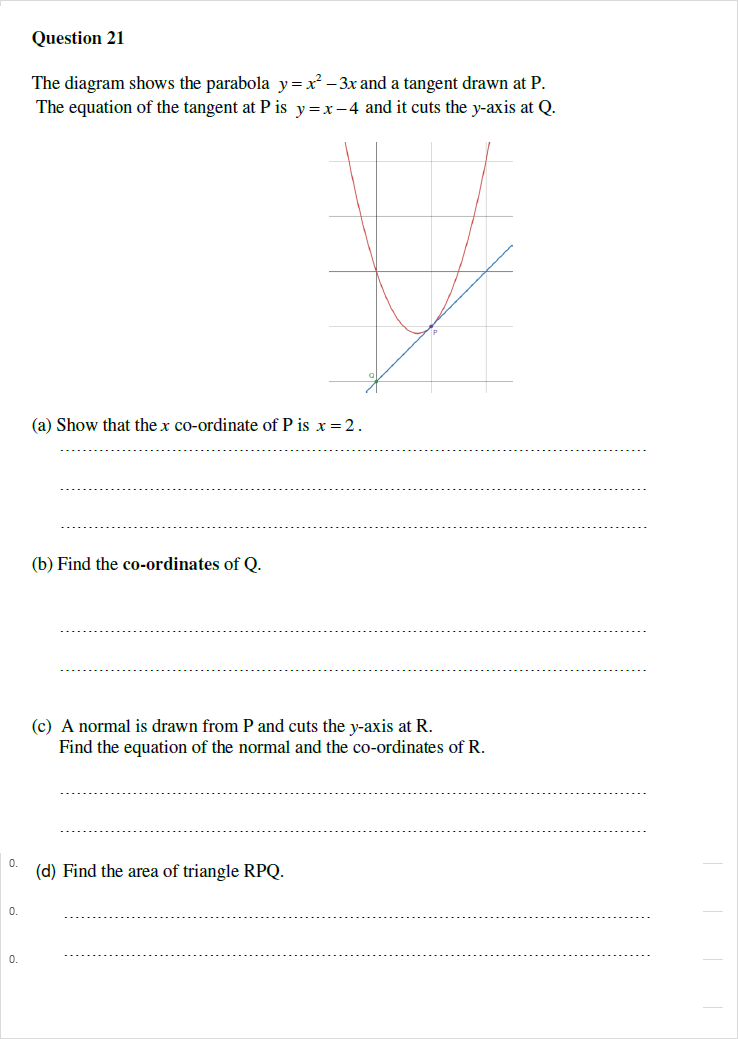 Question 21
The diagram shows the parabola y = x² – 3x and a tangent drawn at P.
The equation of the tangent at P is y = x – 4 and it cuts the y-axis at Q.
Q
P
(a) Show that the x co-ordinate of P is x = 2.
(b) Find the co-ordinates of Q.
(c) A normal is drawn from P and cuts the y-axis at R.
Find the equation of the normal and the co-ordinates of R.
0.
(d) Find the area of triangle RPQ.
0.
0.